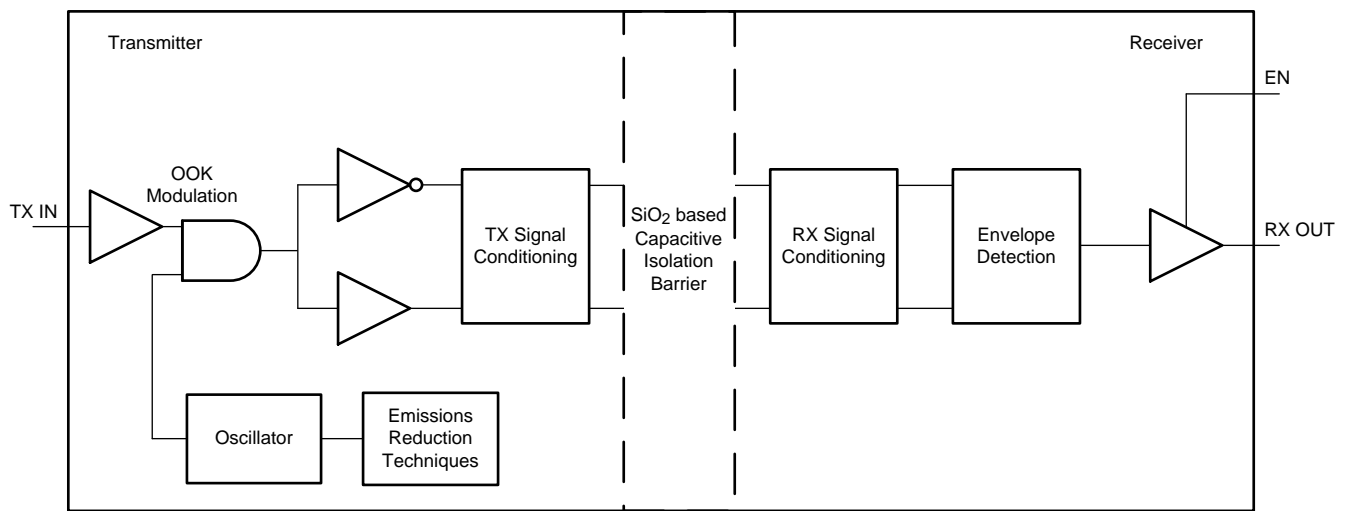 Transmitter
Receiver
EN
OOK
Modulation
TX IN
TX Signal
Conditioning
SiO2 based
Capacitive
Isolation
Barrier
RX Signal
Conditioning
Envelope
Detection
RX OUT
Oscillator
Emissions
Reduction
Techniques